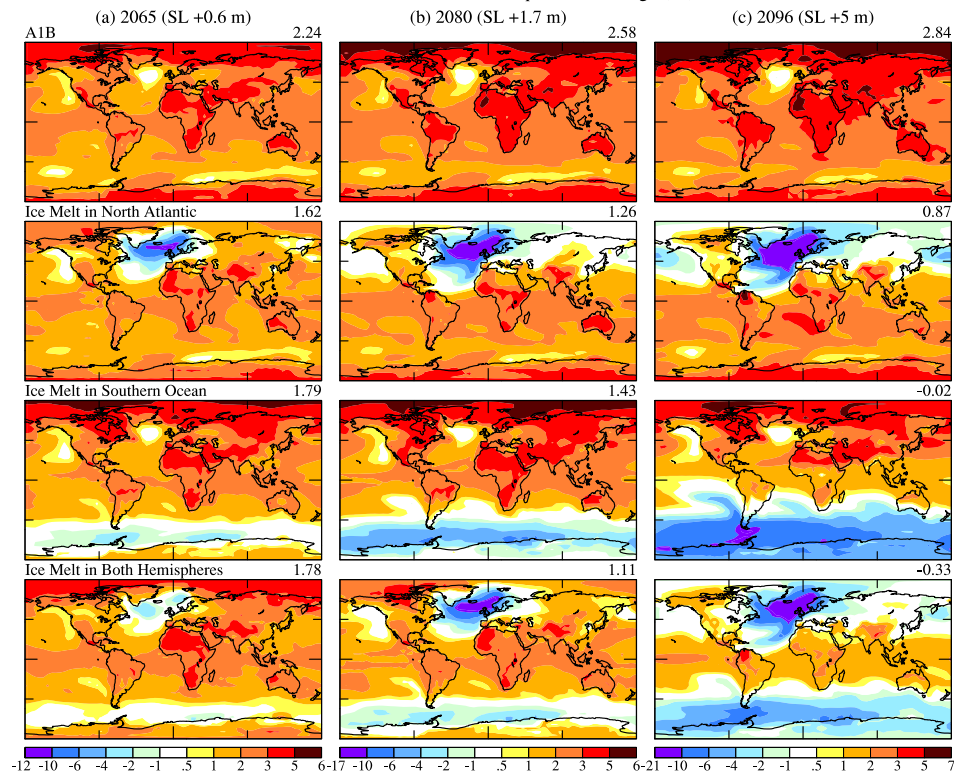 (a) 2065 (SL +0.6 m) (b) 2080 (SL +1.7 m) (c) 2096 (SL +5 m)
A1B 2.24 2.58 2.84
Ice Melt in North Atlantic 1.62 1.26 0.87
Ice Melt in Southern Ocean 1.79 1.43 -0.02
Ice Melt in Both Hemispheres 1.78 1.11 -0.33
-12 -10 -6 -4 -2 -1 .5 1 2 3 5 6 -17 -10 -6 -4 -2 -1 .5 1 2 3 5 6 -21 -10 -6 -4 -2 -1 .5 1 2 3 5 7